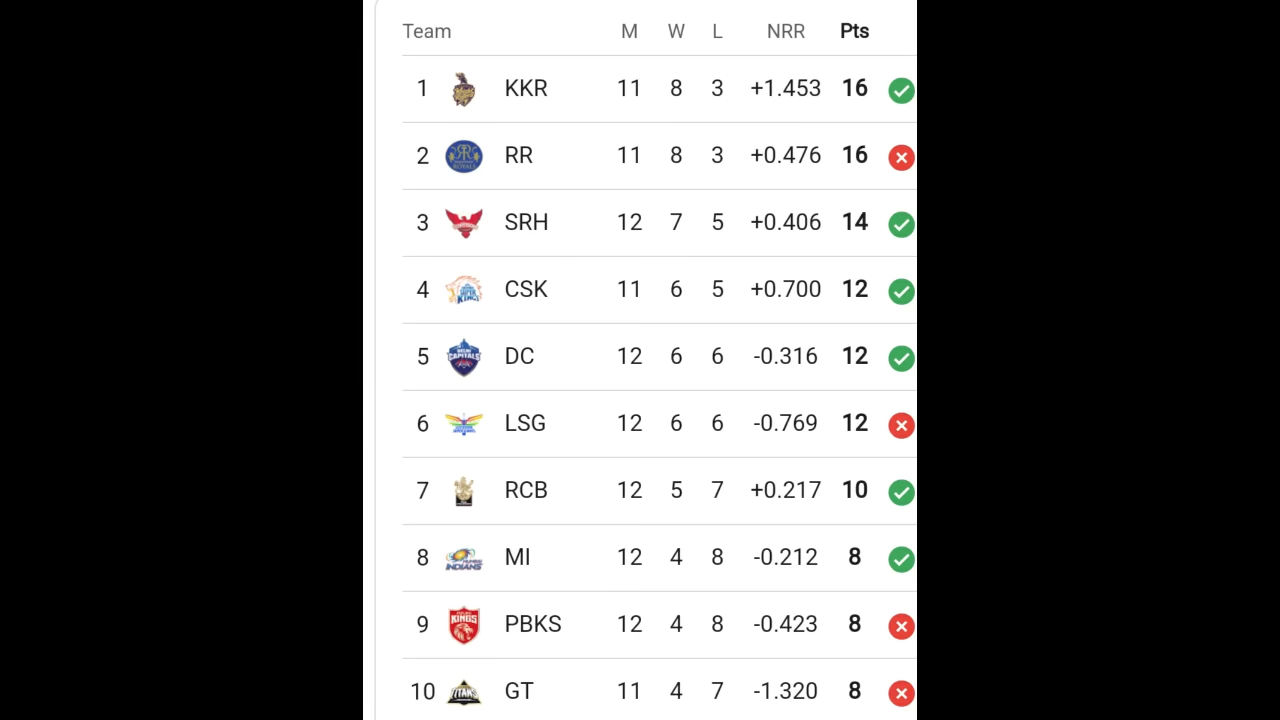 Team M W L NRR Pts
1 KKR 11 8 3 +1.453 16
2 RR 11 8 3 +0.476 16
3 SRH 12 7 5 +0.406 14
4 CSK 11 6 5 +0.700 12
5 DC 12 6 6 -0.316 12
6 LSG 12 6 6 -0.769 12
7 RCB 12 5 7 +0.217 10
8 MI 12 4 8 -0.212 8
9 PBKS 12 4 8 -0.423 8
10 GT 11 4 7 -1.320 8